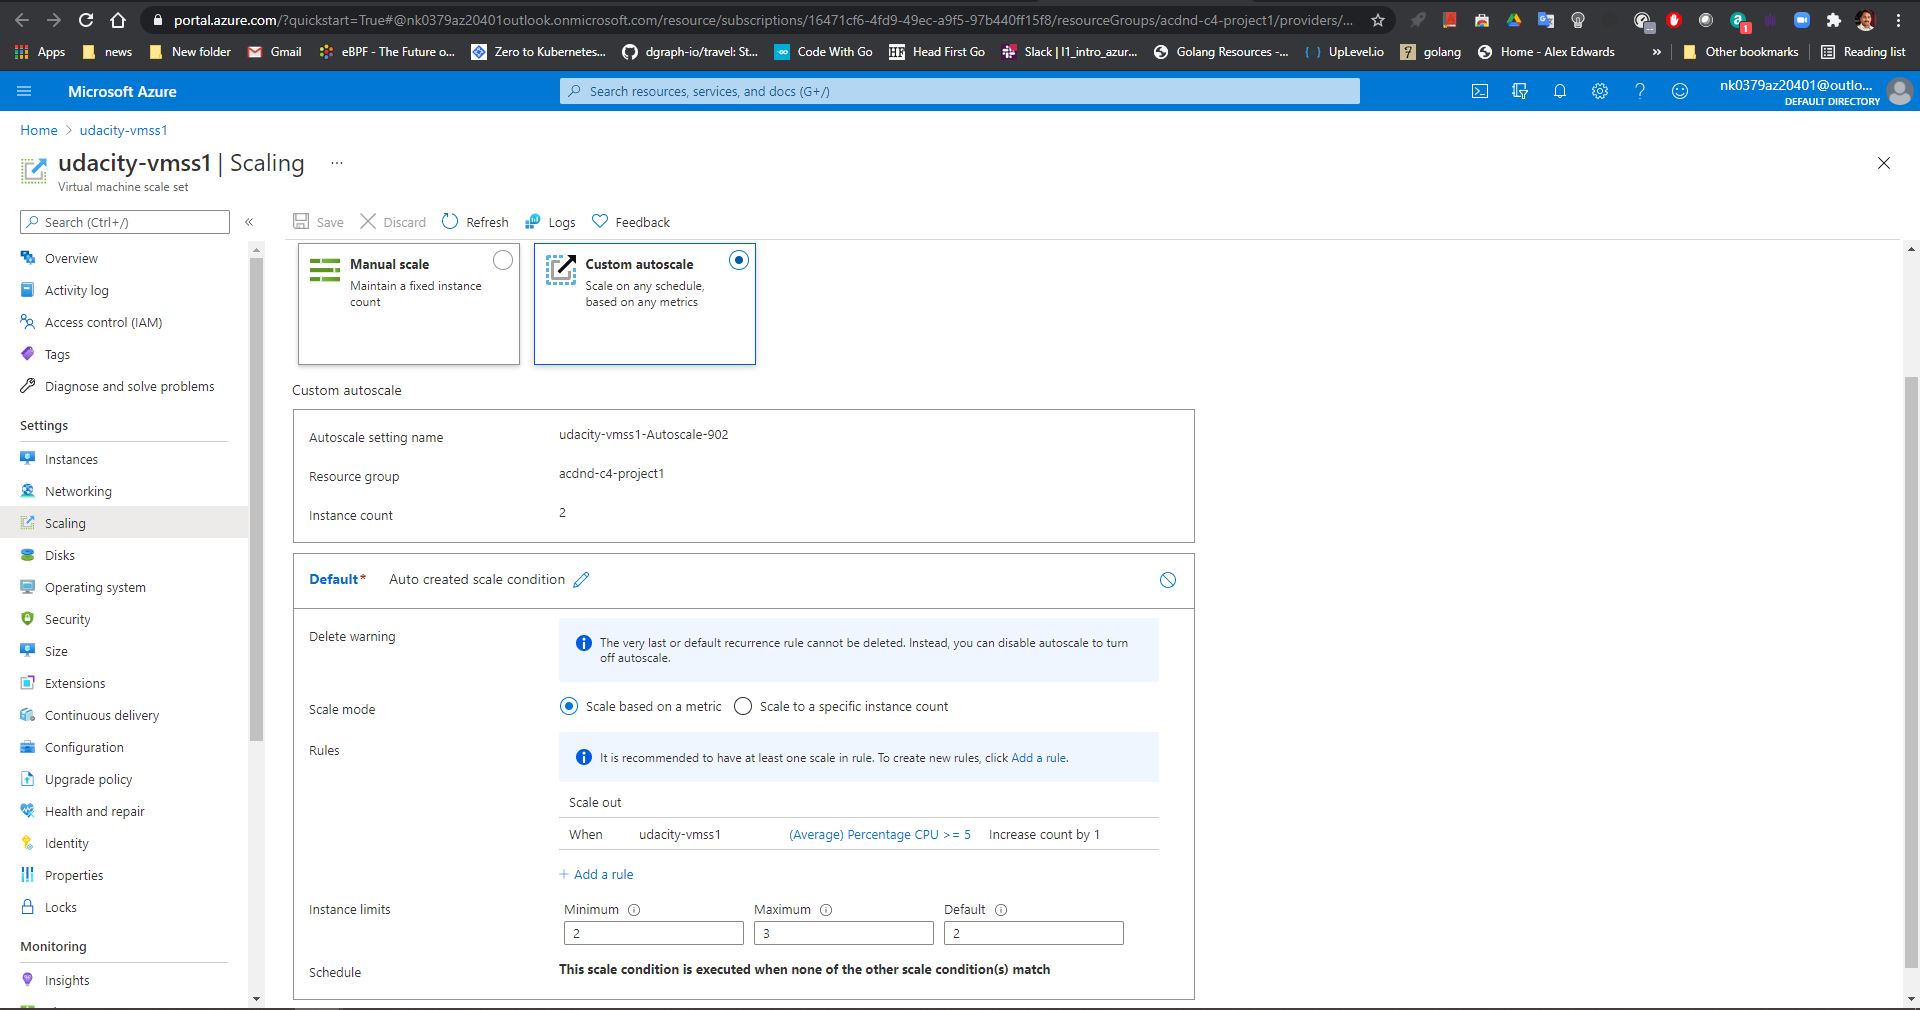 portal.azure.com/?quickstart=True#@nk0379az20401outlook.onmicrosoft.com/resource/subscriptions/16471cf6-4fd9-49ec-a9f5-97b440ff15f8/resourceGroups/acdnd-c4-project1/providers/...
Apps
news
New folder
Gmail
eBPF - The Future o...
Zero to Kubernetes...
dgraph-io/travel: St...
Code With Go
Head First Go
Slack | l1_intro_azur...
Golang Resources -...
UpLevel.io
golang
Home - Alex Edwards
»
Other bookmarks
Reading list
Microsoft Azure
Search resources, services, and docs (G+/)
nk0379az20401@outlo...
DEFAULT DIRECTORY
Home > udacity-vmss1
udacity-vmss1 | Scaling ...
Virtual machine scale set
Search (Ctrl+/)
«
Save
Discard
Refresh
Logs
Feedback
Overview
Activity log
Access control (IAM)
Tags
Diagnose and solve problems
Settings
Instances
Networking
Scaling
Disks
Operating system
Security
Size
Extensions
Continuous delivery
Configuration
Upgrade policy
Health and repair
Identity
Properties
Locks
Monitoring
Insights
Manual scale
Maintain a fixed instance
count
Custom autoscale
Scale on any schedule,
based on any metrics
Custom autoscale
Autoscale setting name udacity-vmss1-Autoscale-902
Resource group acdnd-c4-project1
Instance count 2
Default* Auto created scale condition
Delete warning
The very last or default recurrence rule cannot be deleted. Instead, you can disable autoscale to turn
off autoscale.
Scale mode Scale based on a metric Scale to a specific instance count
Rules
It is recommended to have at least one scale in rule. To create new rules, click Add a rule.
Scale out
When udacity-vmss1 (Average) Percentage CPU >= 5 Increase count by 1
+ Add a rule
Instance limits Minimum Maximum Default
2 3 2
Schedule This scale condition is executed when none of the other scale condition(s) match